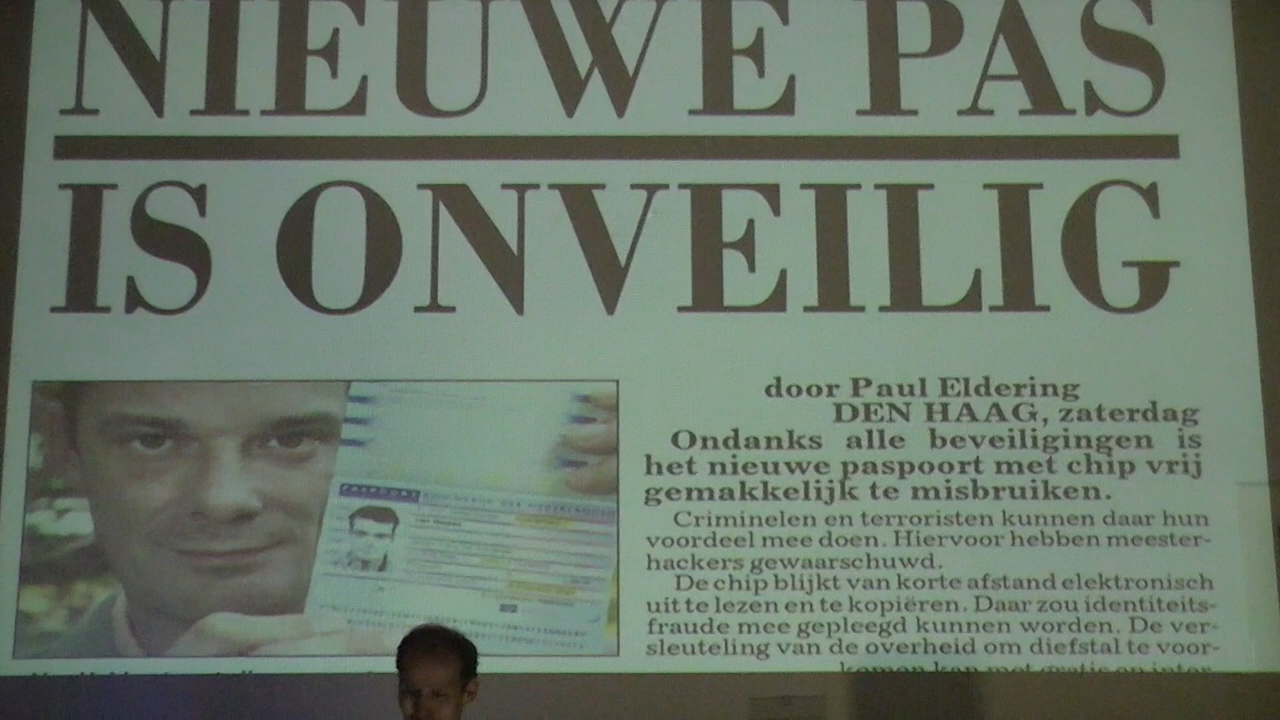 NIEUWE PAS
IS ONVEILIG
door Paul Eldering
DEN HAAG, zaterdag
Ondanks alle beveiligingen is
het nieuwe paspoort met chip vrij
gemakkelijk te misbruiken.
Criminelen en terroristen kunnen daar hun
voordeel mee doen. Hiervoor hebben meester-
hackers gewaarschuwd.
De chip blijkt van korte afstand elektronisch
uit te lezen en te kopiëren. Daar zou identiteits-
fraude mee gepleegd kunnen worden. De ver-
sleuteling van de overheid om diefstal te voor-
PASPOORT